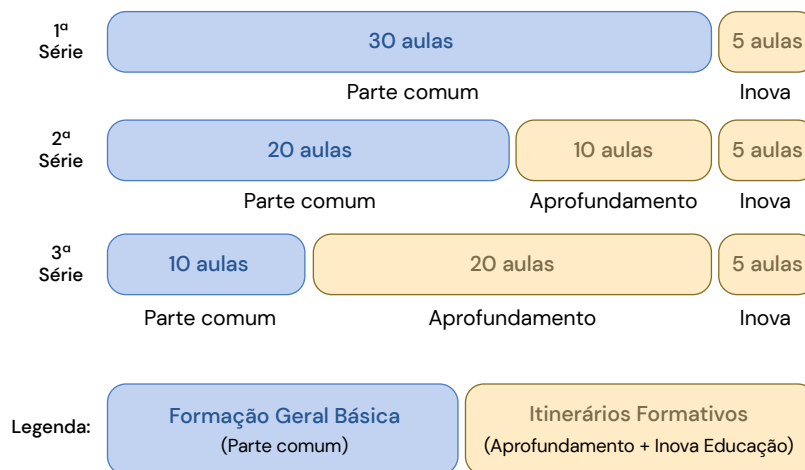 1ª
Série
30 aulas
5 aulas
Parte comum
Inova
2ª
Série
20 aulas
10 aulas
5 aulas
Parte comum
Aprofundamento
Inova
3ª
Série
10 aulas
20 aulas
5 aulas
Parte comum
Aprofundamento
Inova
Legenda:
Formação Geral Básica
(Parte comum)
Itinerários Formativos
(Aprofundamento + Inova Educação)